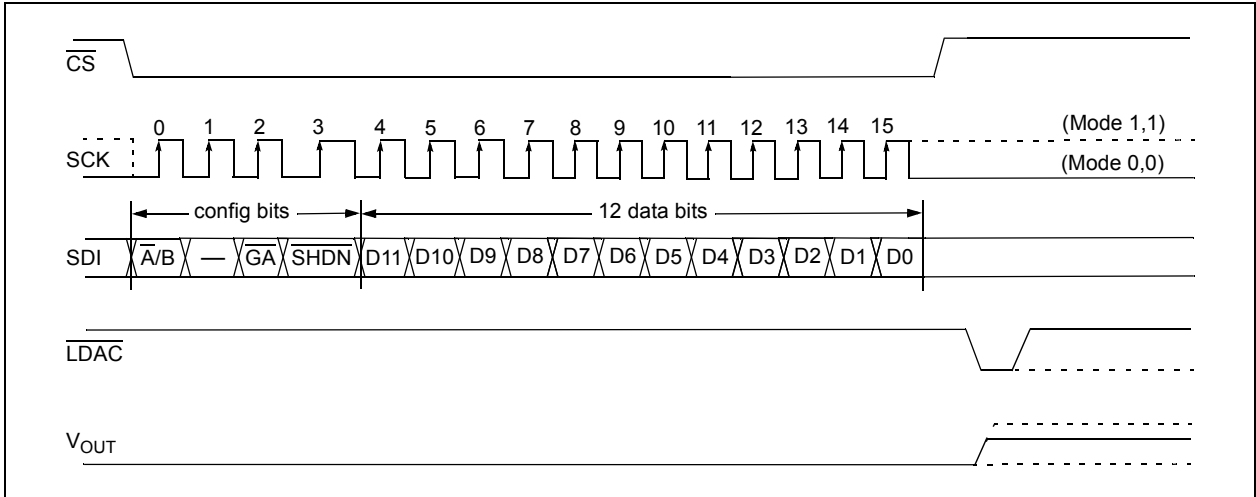 CS
0 1 2 3 4 5 6 7 8 9 10 11 12 13 14 15
(Mode 1,1)
SCK
(Mode 0,0)
config bits
12 data bits
SDI
A/B — GA SHDN D11 D10 D9 D8 D7 D6 D5 D4 D3 D2 D1 D0
LDAC
VOUT